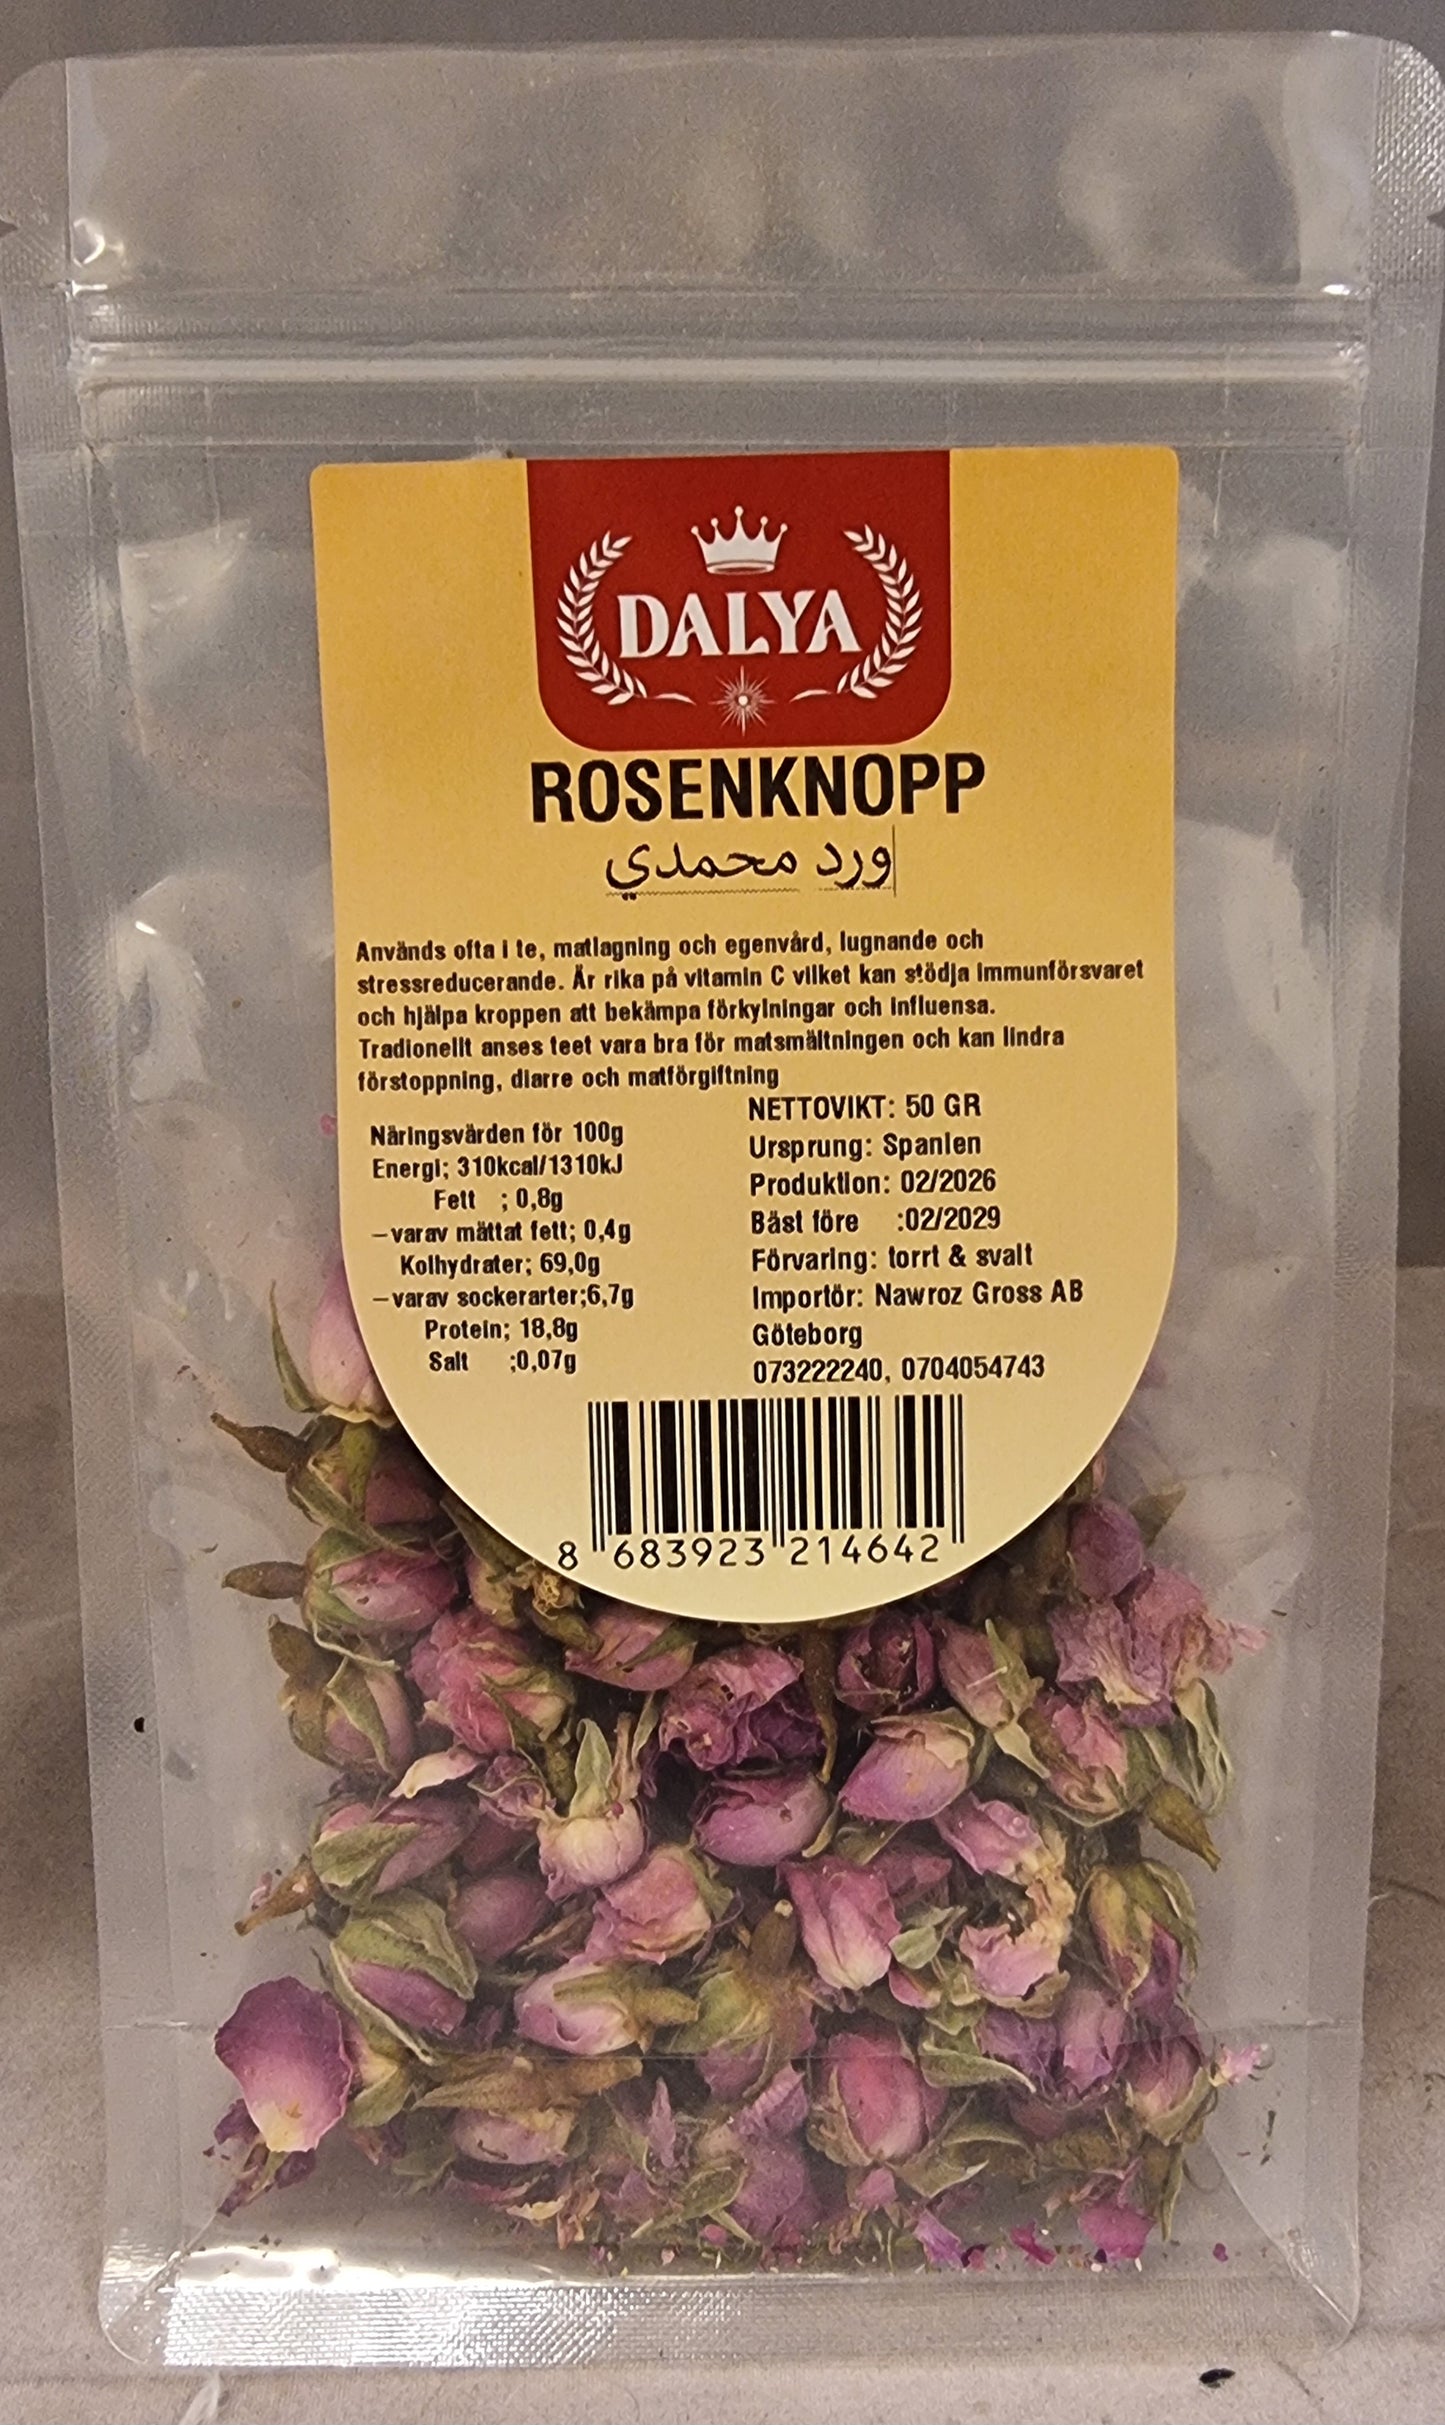 DALYA
ROSENKNOPP
ورد محمدي
Används ofta i te, matlagning och egenvård, lugnande och
stressreducerande. Är rika på vitamin C vilket kan stödja immunförsvaret
och hjälpa kroppen att bekämpa förkylningar och influensa.
Tradionellt anses teet vara bra för matsmältningen och kan lindra
förstoppning, diarre och matförgiftning
Näringsvärden för 100g
Energi; 310kcal/1310kJ
Fett ; 0,8g
–varav mättat fett; 0,4g
Kolhydrater; 69,0g
–varav sockerarter;6,7g
Protein; 18,8g
Salt ;0,07g
NETTOVIKT: 50 GR
Ursprung: Spanien
Produktion: 02/2026
Bäst före :02/2029
Förvaring: torrt & svalt
Importör: Nawroz Gross AB
Göteborg
073222240, 0704054743
8 683923 214642